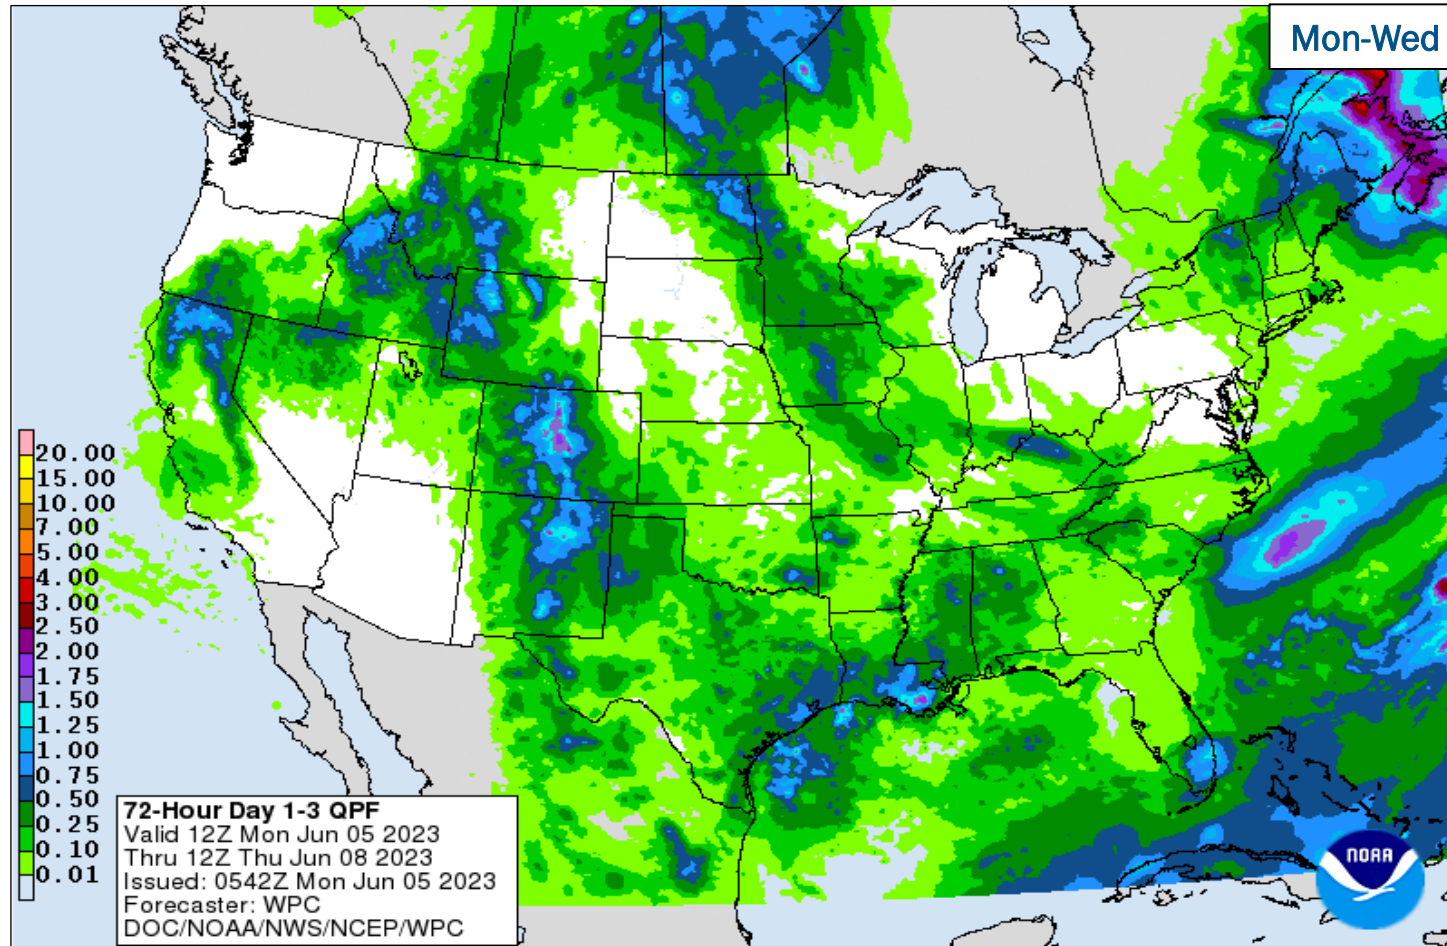 Mon-Wed
20.00
15.00
10.00
7.00
5.00
4.00
3.00
2.50
2.00
1.75
1.50
1.25
1.00
0.75
0.50
0.25
0.10
0.01
72-Hour Day 1-3 QPF
Valid 12Z Mon Jun 05 2023
Thru 12Z Thu Jun 08 2023
Issued: 0542Z Mon Jun 05 2023
Forecaster: WPC
DOC/NOAA/NWS/NCEP/WPC
NOAA